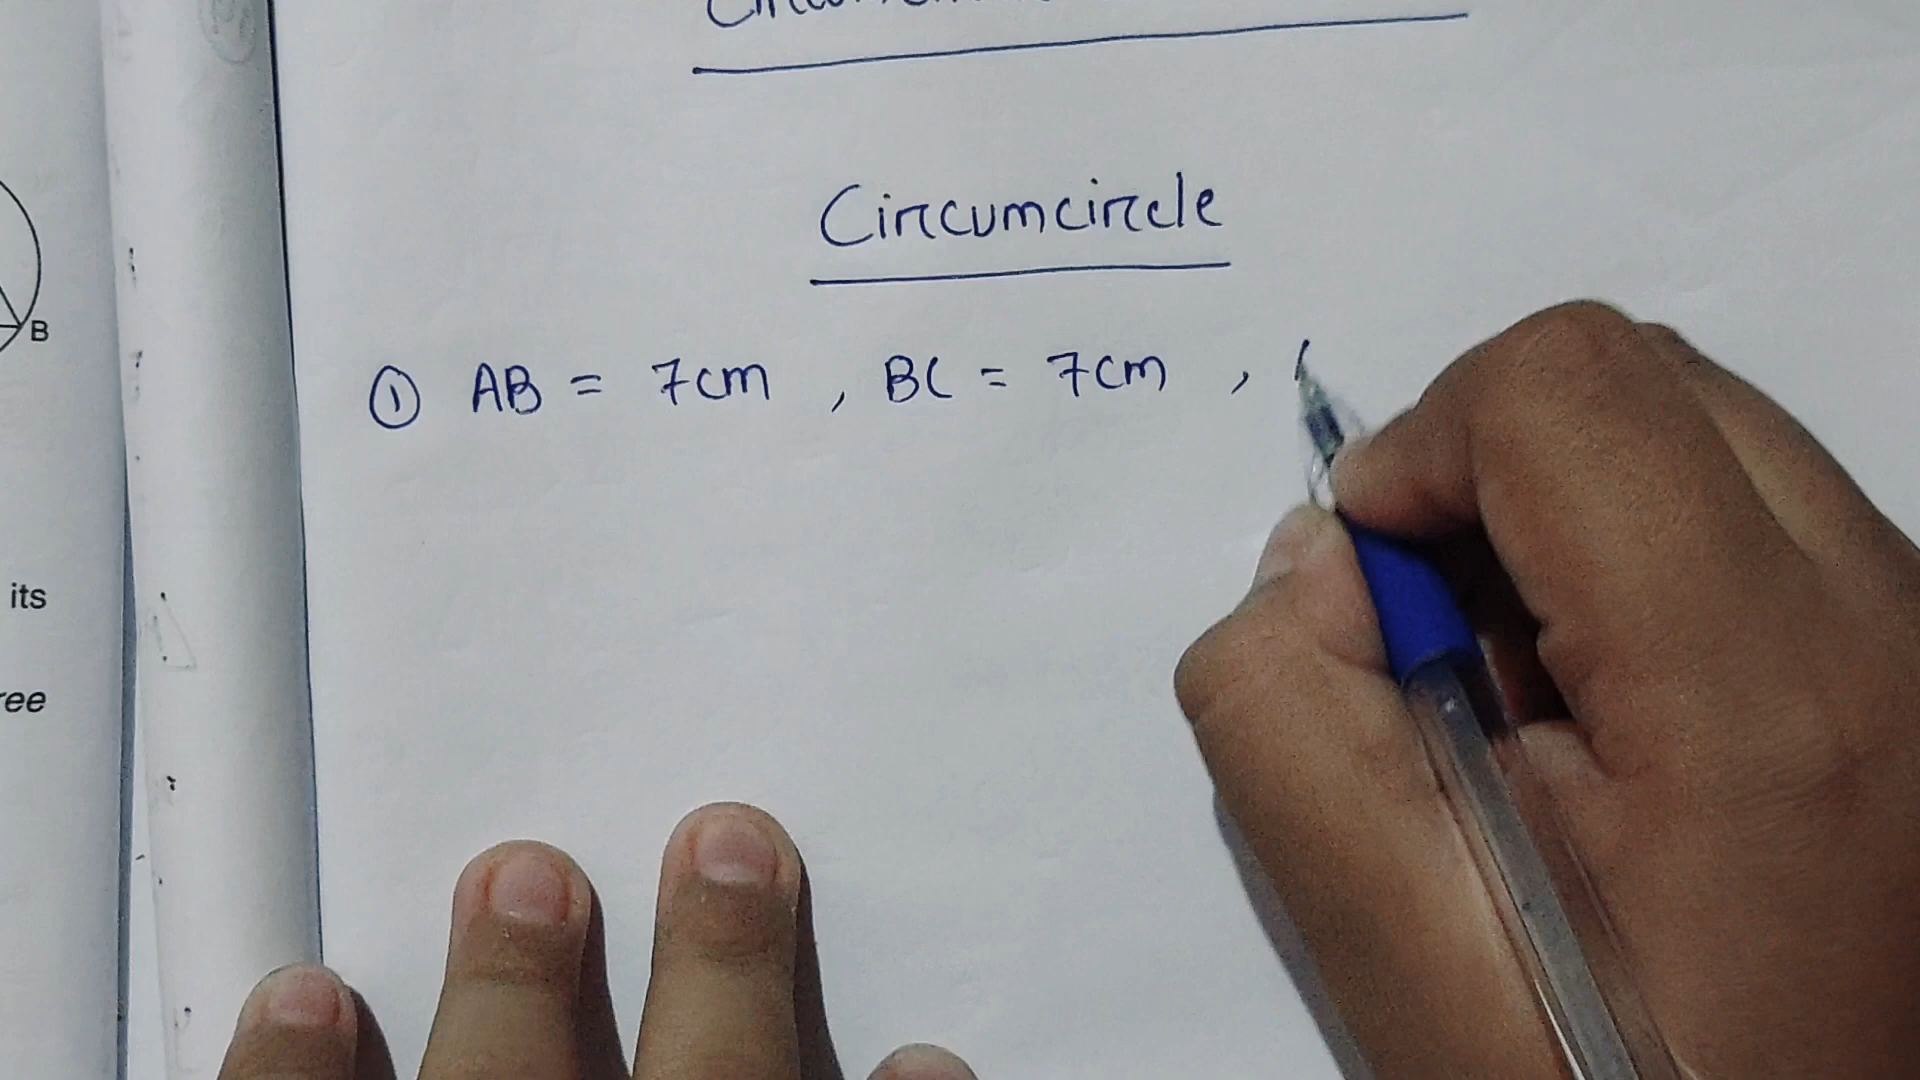 Circumcircle
① AB = 7cm , BC = 7cm ,
B
its
ree